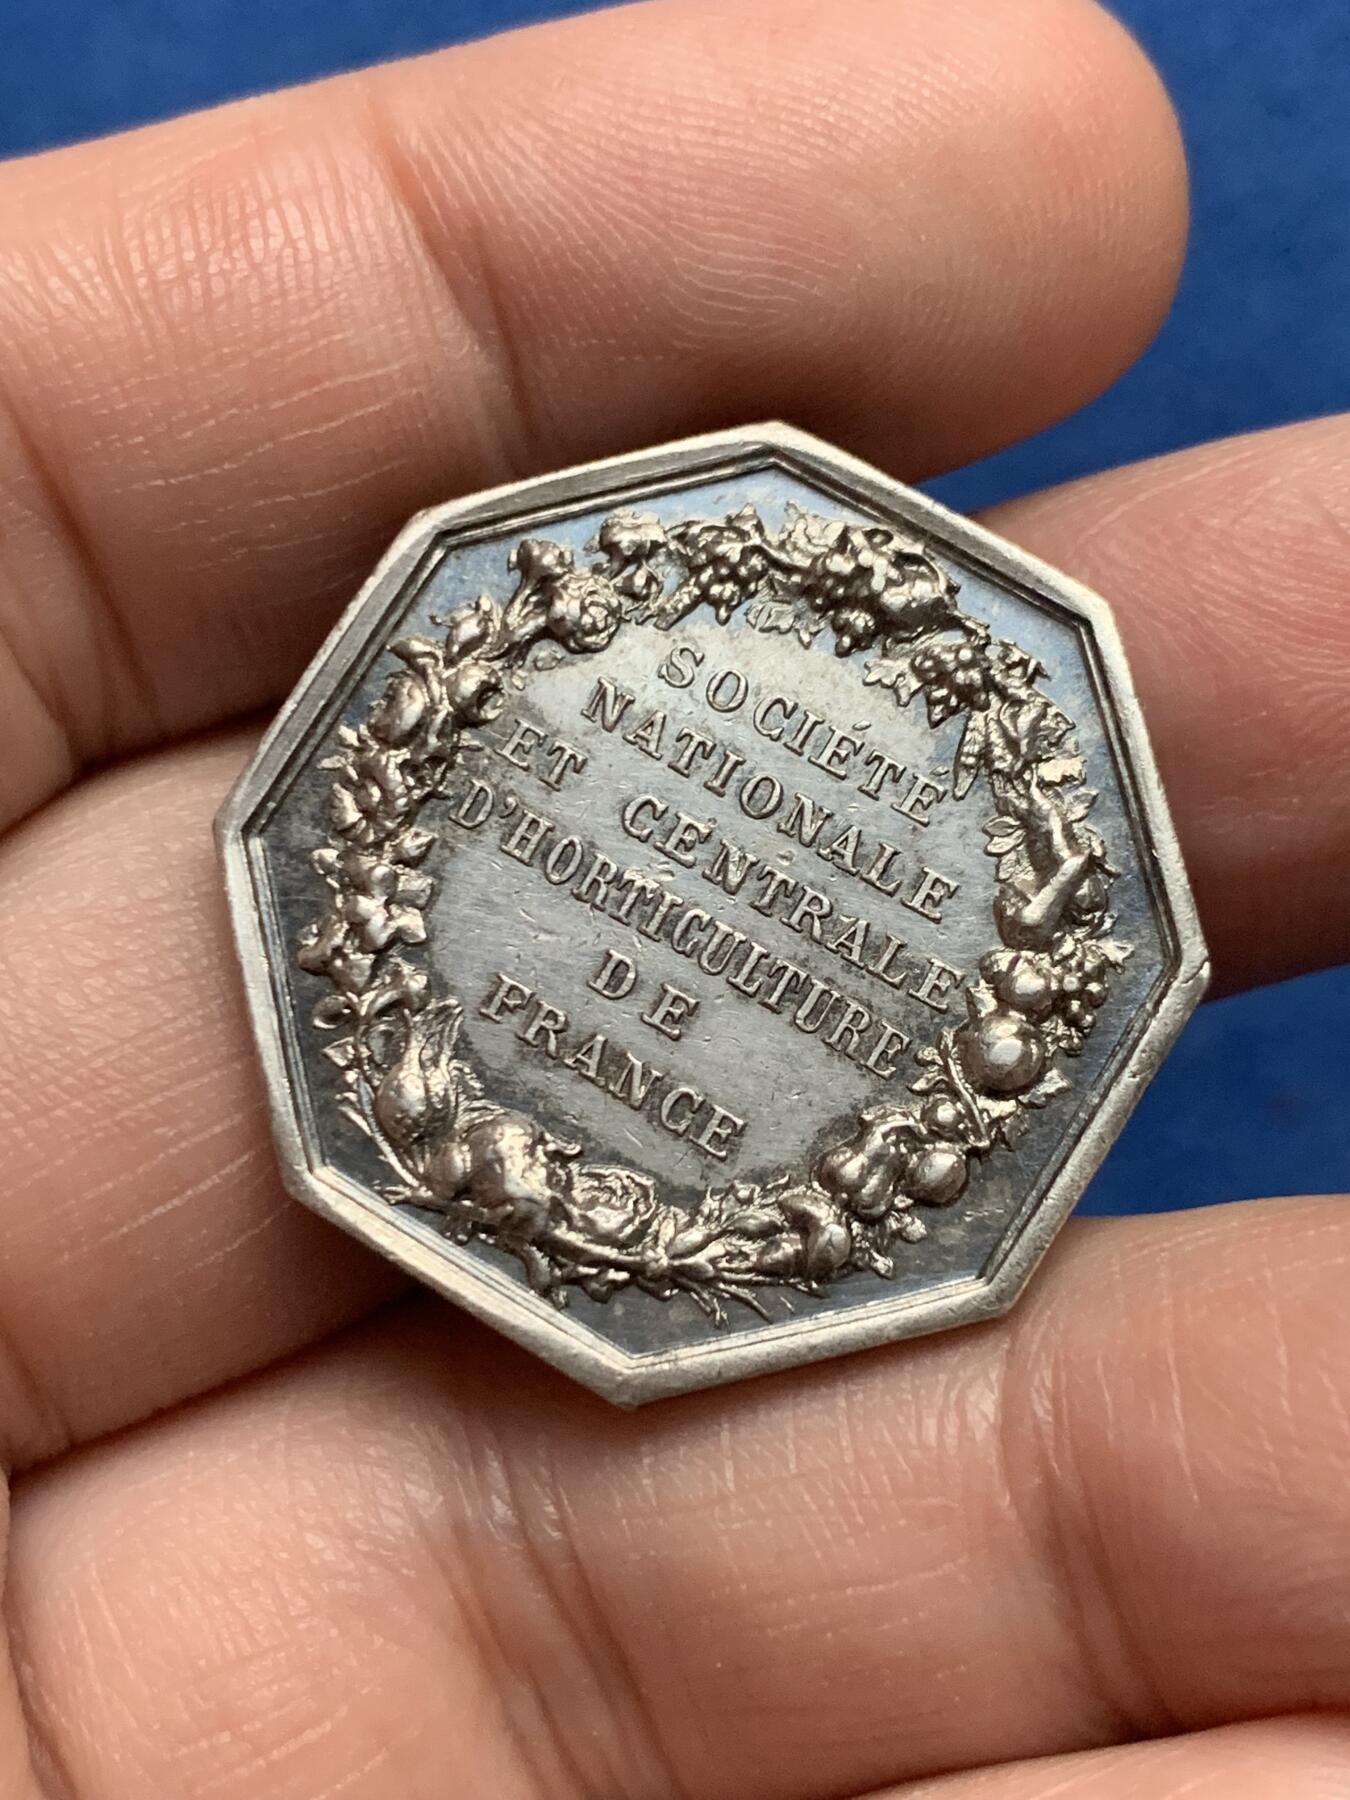 SOCIÉTÉ
NATIONALE
ET CENTRALE
D'HORTICULTURE
DE
FRANCE